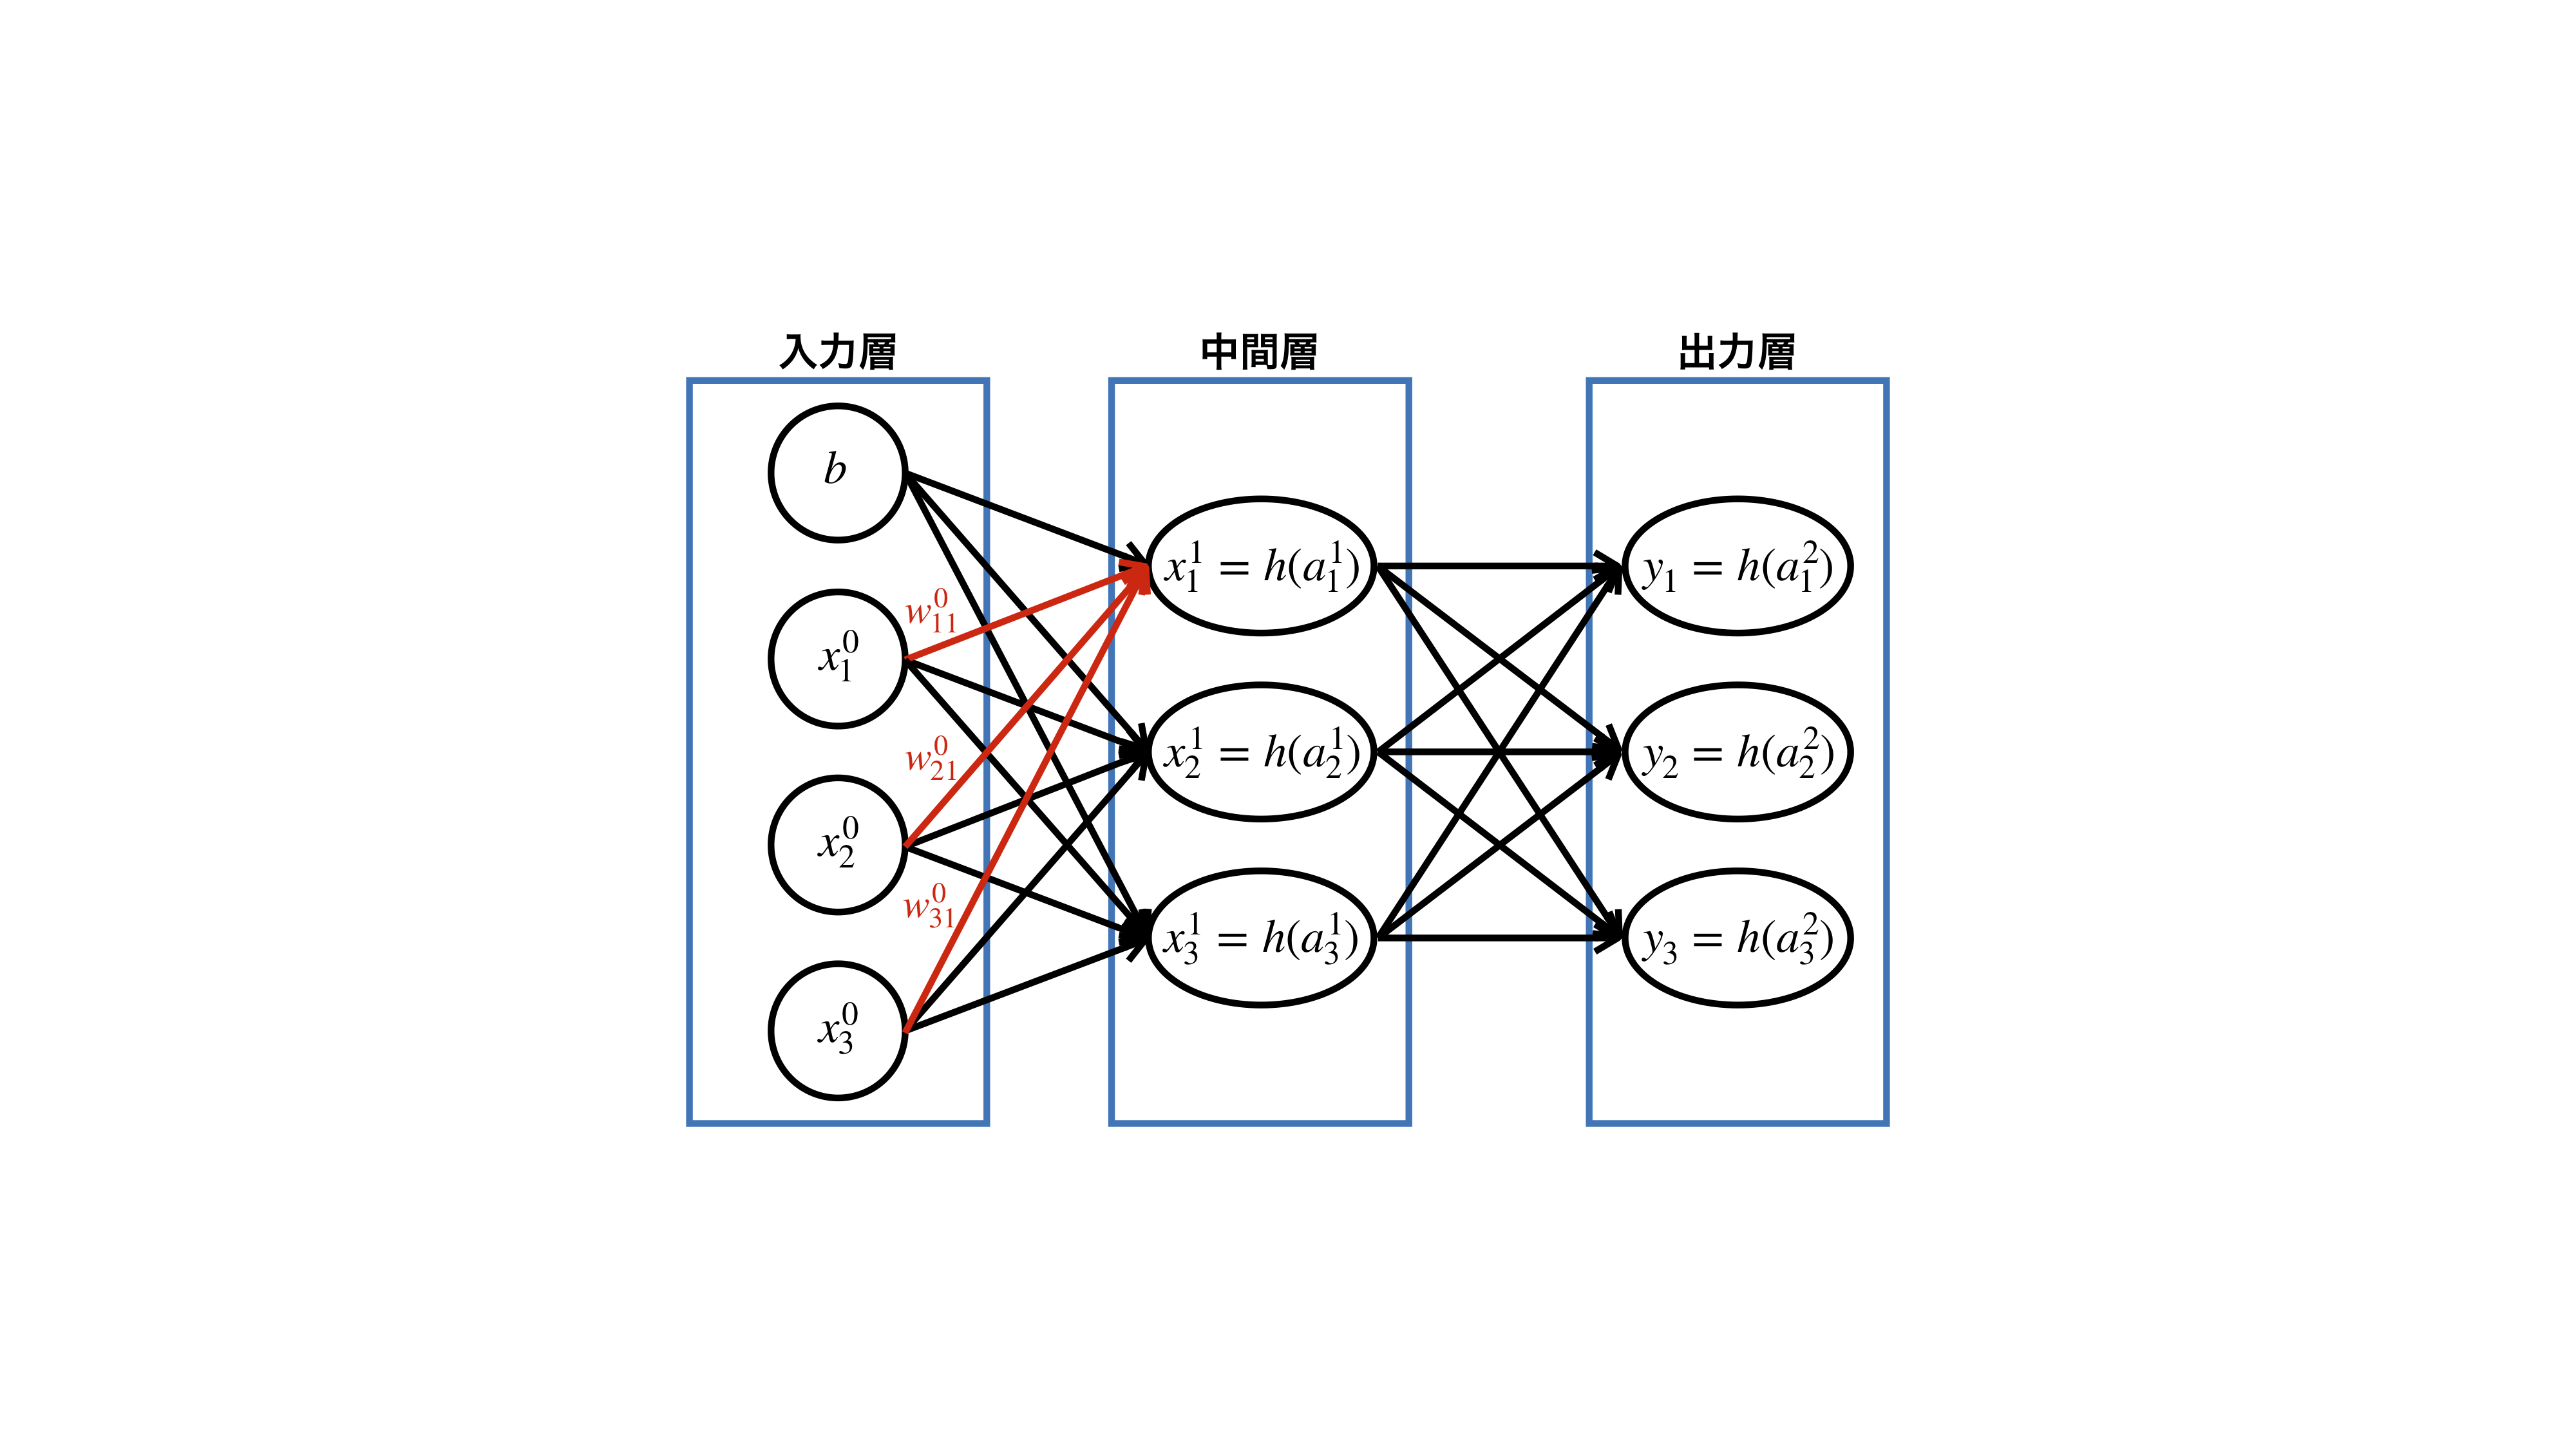 入力層
中間層
出力層
b
x_1^0
x_2^0
x_3^0
w_{11}^0
w_{21}^0
w_{31}^0
x_1^1 = h(a_1^1)
x_2^1 = h(a_2^1)
x_3^1 = h(a_3^1)
y_1 = h(a_1^2)
y_2 = h(a_2^2)
y_3 = h(a_3^2)